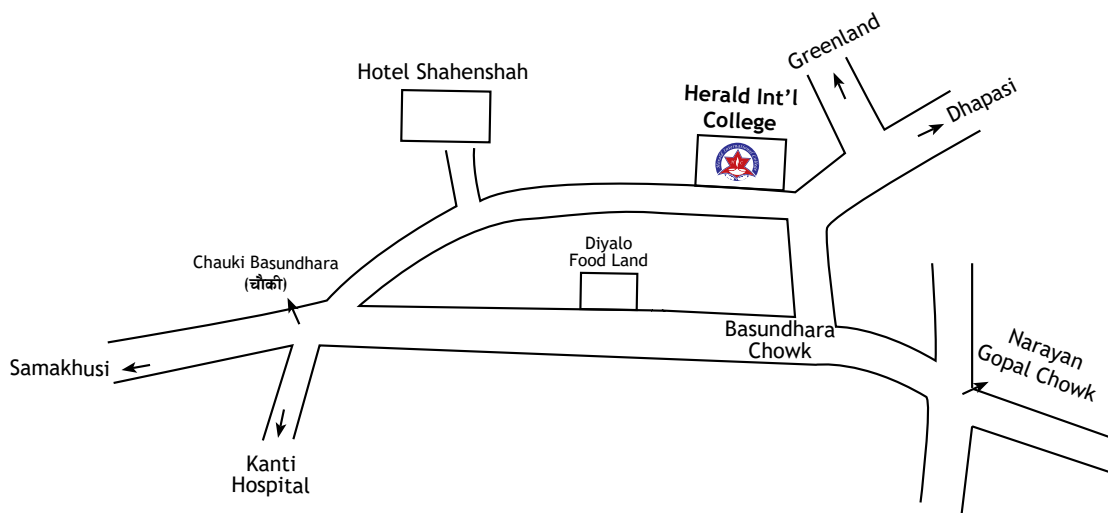 Greenland
Hotel Shahenshah
Herald Int'l
College
Dhapasi
Diyalo
Food Land
Chauki Basundhara
(चौकी)
Basundhara
Chowk
Narayan
Gopal Chowk
Samakhusi
Kanti
Hospital